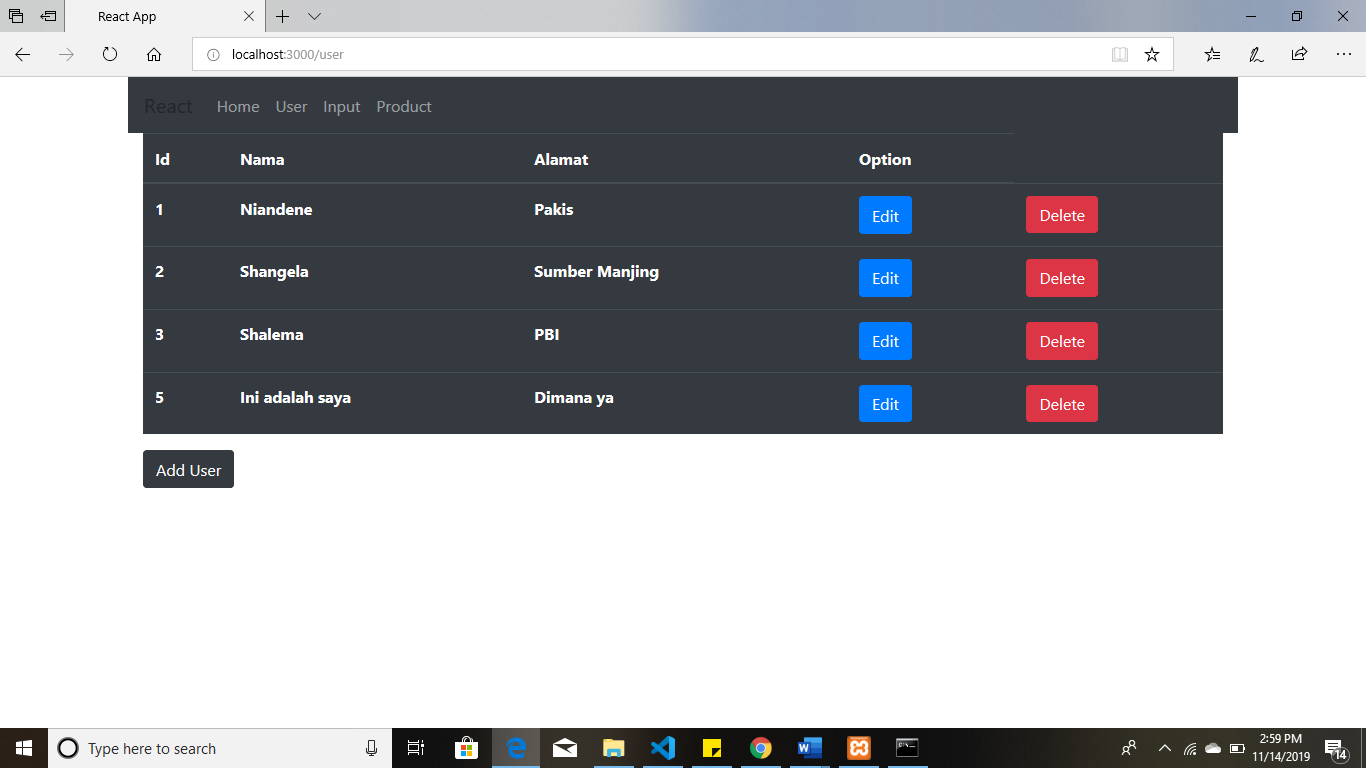 React App
localhost:3000/user
React Home User Input Product
Id Nama Alamat Option
1 Niandene Pakis Edit Delete
2 Shangela Sumber Manjing Edit Delete
3 Shalema PBI Edit Delete
5 Ini adalah saya Dimana ya Edit Delete
Add User
Type here to search
2:59 PM
11/14/2019
14